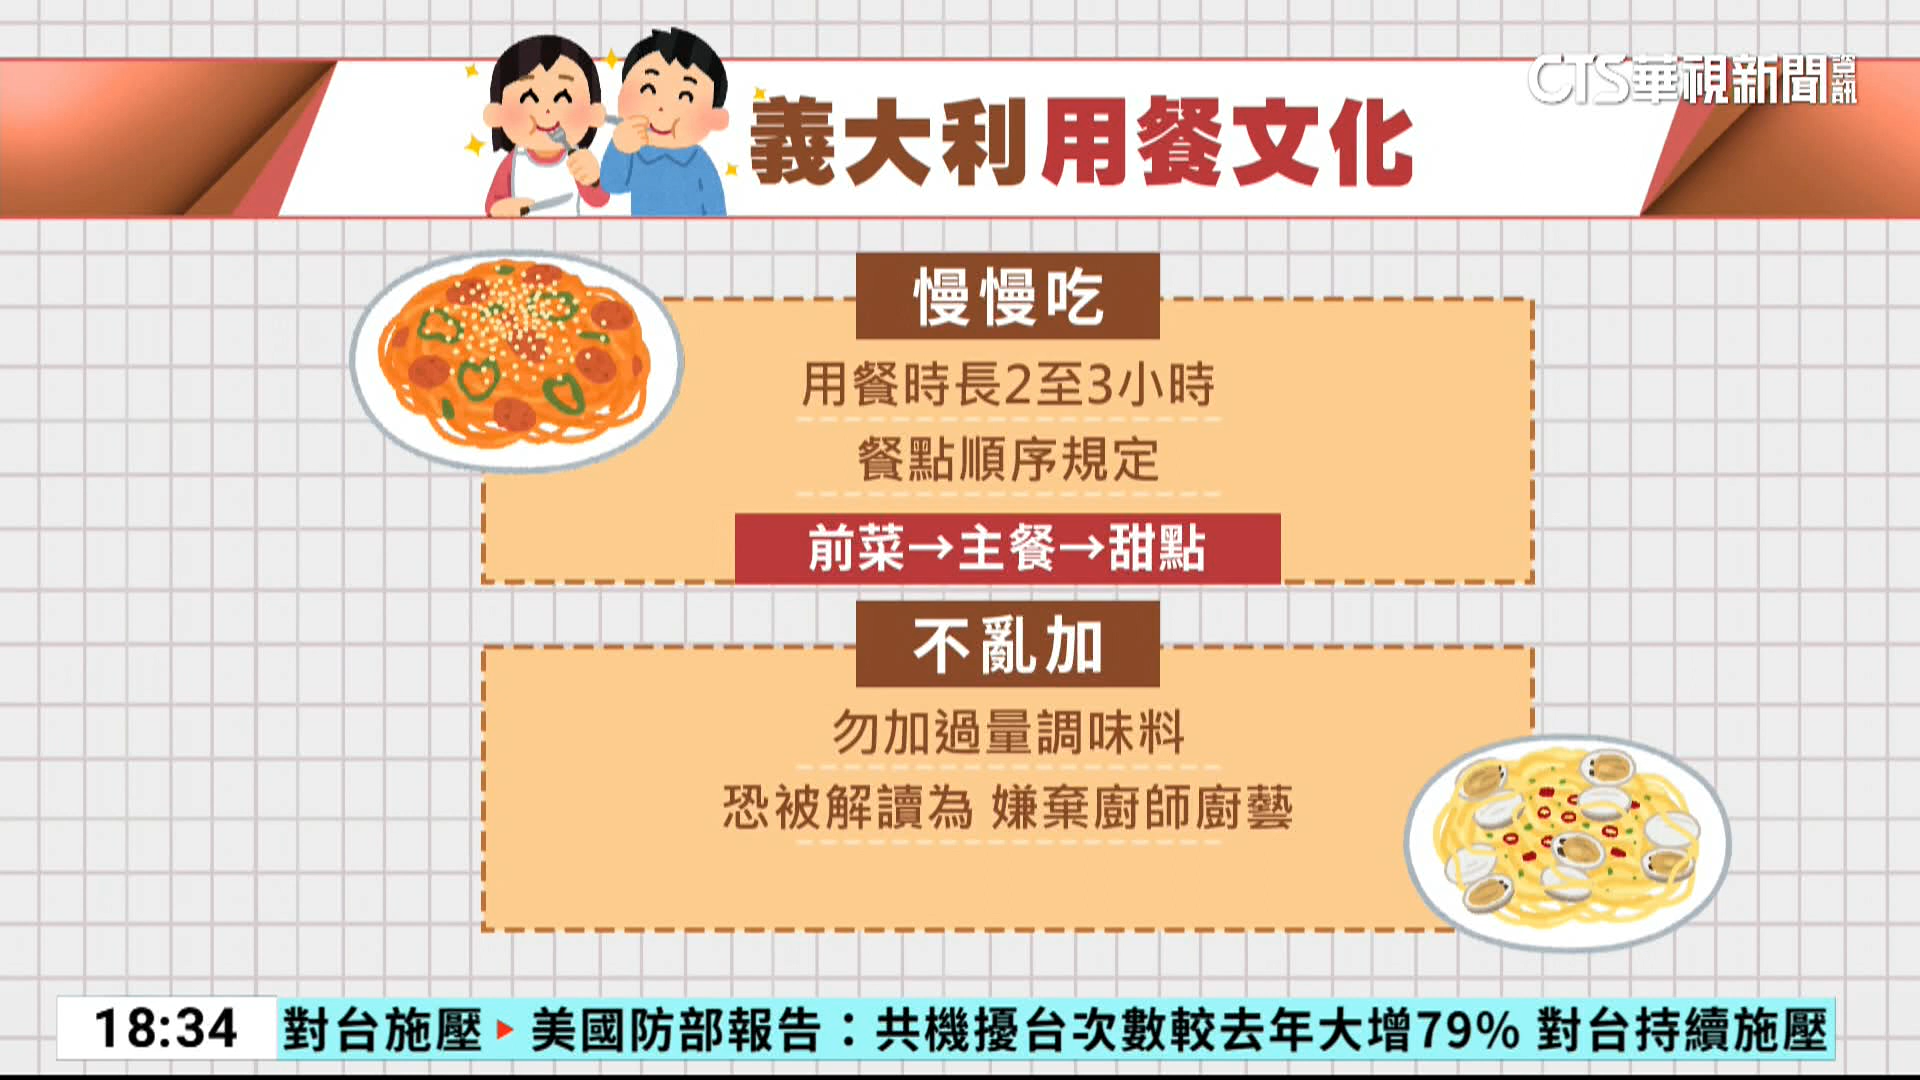 CTS華視新聞資訊
義大利用餐文化
慢慢吃
用餐時長2至3小時
餐點順序規定
前菜→主餐→甜點
不亂加
勿加過量調味料
恐被解讀為 嫌棄廚師廚藝
18:34 對台施壓▶美國防部報告：共機擾台次數較去年大增79% 對台持續施壓